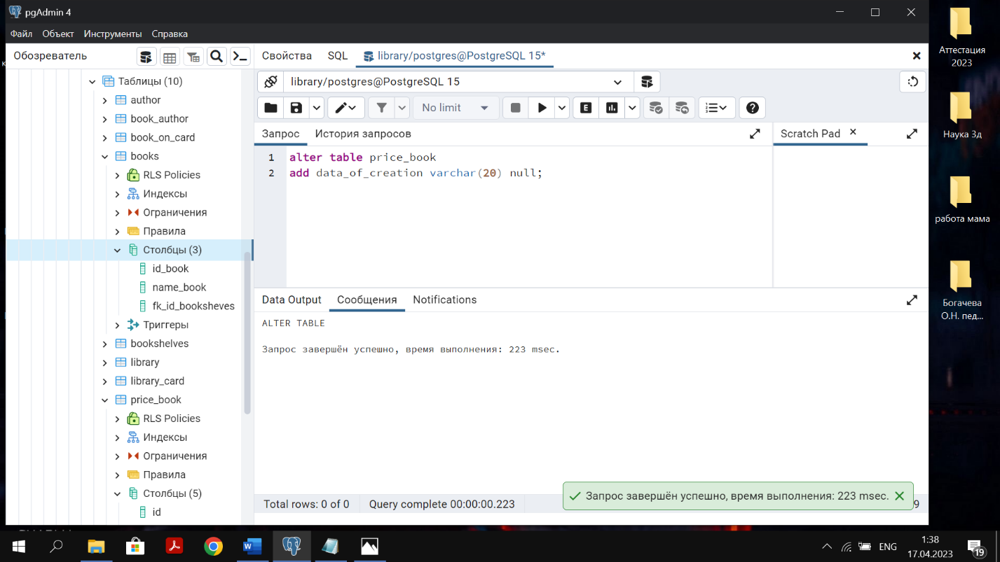 pgAdmin 4
Файл Объект Инструменты Справка
Обозреватель
Свойства SQL library/postgres@PostgreSQL 15*
library/postgres@PostgreSQL 15
No limit
E
Запрос История запросов
Scratch Pad
1 alter table price_book
2 add data_of_creation varchar(20) null;
Таблицы (10)
author
book_author
book_on_card
books
RLS Policies
Индексы
Ограничения
Правила
Столбцы (3)
id_book
name_book
fk_id_booksheves
Триггеры
bookshelves
library
library_card
price_book
RLS Policies
Индексы
Ограничения
Правила
Столбцы (5)
id
Data Output Сообщения Notifications
ALTER TABLE
Запрос завершён успешно, время выполнения: 223 msec.
Total rows: 0 of 0 Query complete 00:00:00.223
Запрос завершён успешно, время выполнения: 223 msec.
9
Аттестация
2023
Наука 3д
работа мама
Богачева
О.Н. пед...
ENG
1:38
17.04.2023
19